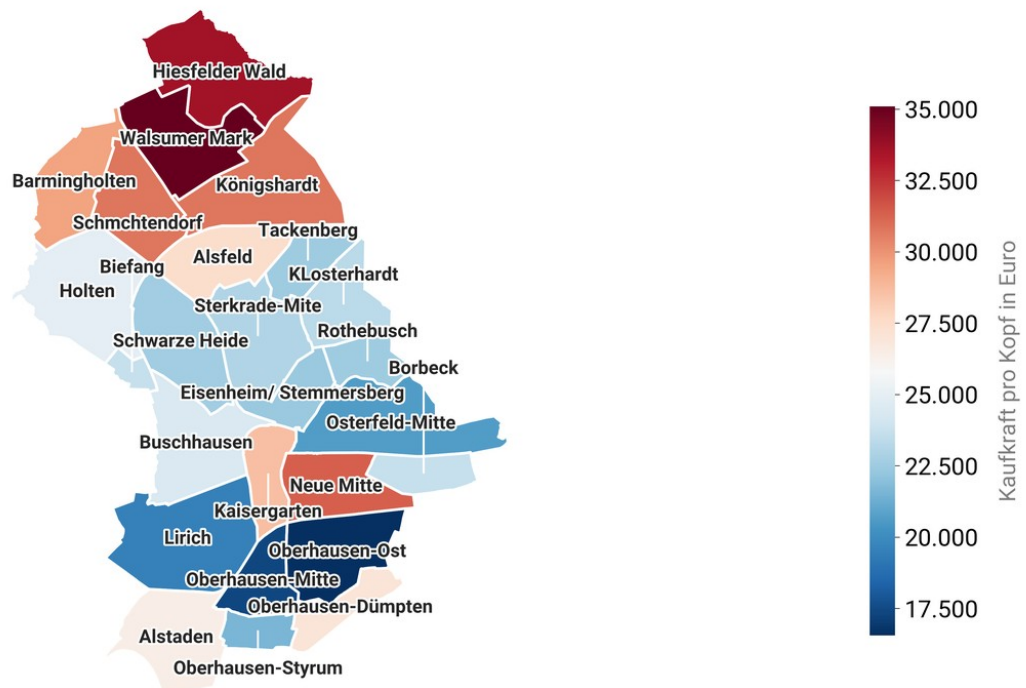 Hiesfelder Wald
Walsumer Mark
Barmingholten
Königshardt
Schmchtendorf
Tackenberg
Alsfeld
Biefang
KLosterhardt
Holten
Sterkrade-Mite
Rothebusch
Schwarze Heide
Borbeck
Eisenheim/ Stemmersberg
Osterfeld-Mitte
Buschhausen
Neue Mitte
Kaisergarten
Lirich
Oberhausen-Ost
Oberhausen-Mitte
Oberhausen-Dümpten
Alstaden
Oberhausen-Styrum
35.000
32.500
30.000
27.500
25.000
22.500
20.000
17.500
Kaufkraft pro Kopf in Euro